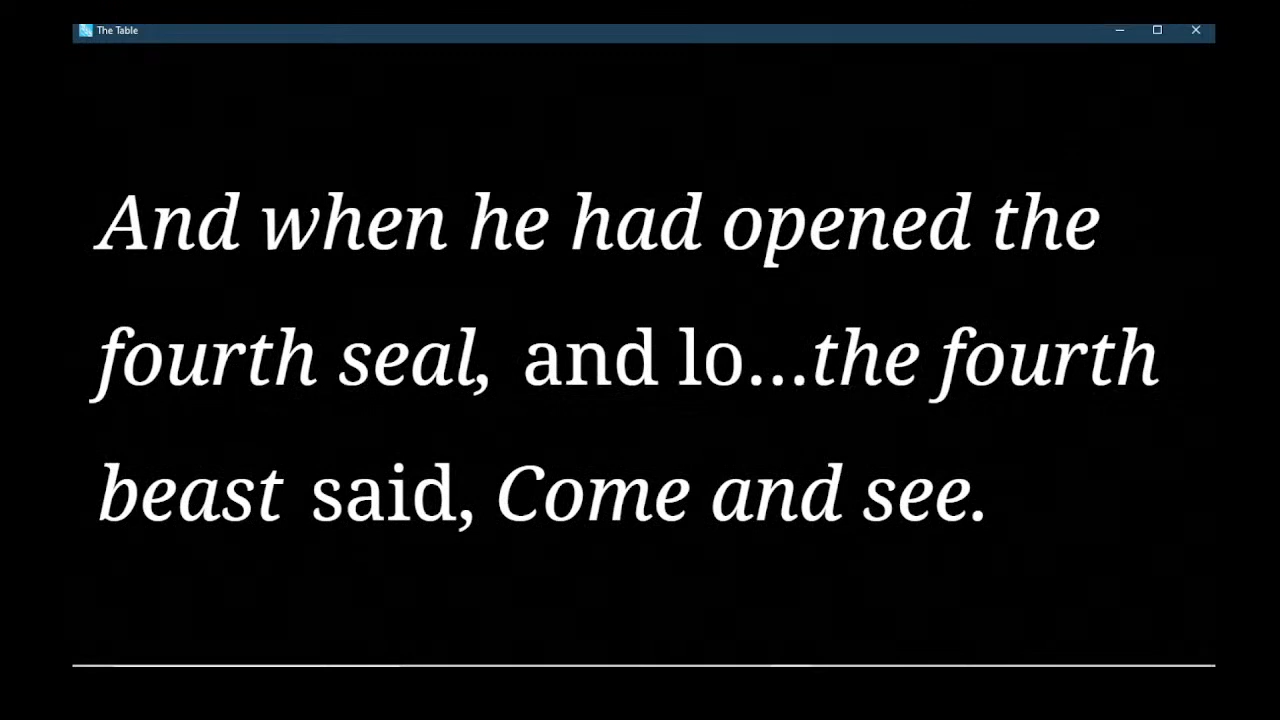 The Table
And when he had opened the
fourth seal, and lo...the fourth
beast said, Come and see.